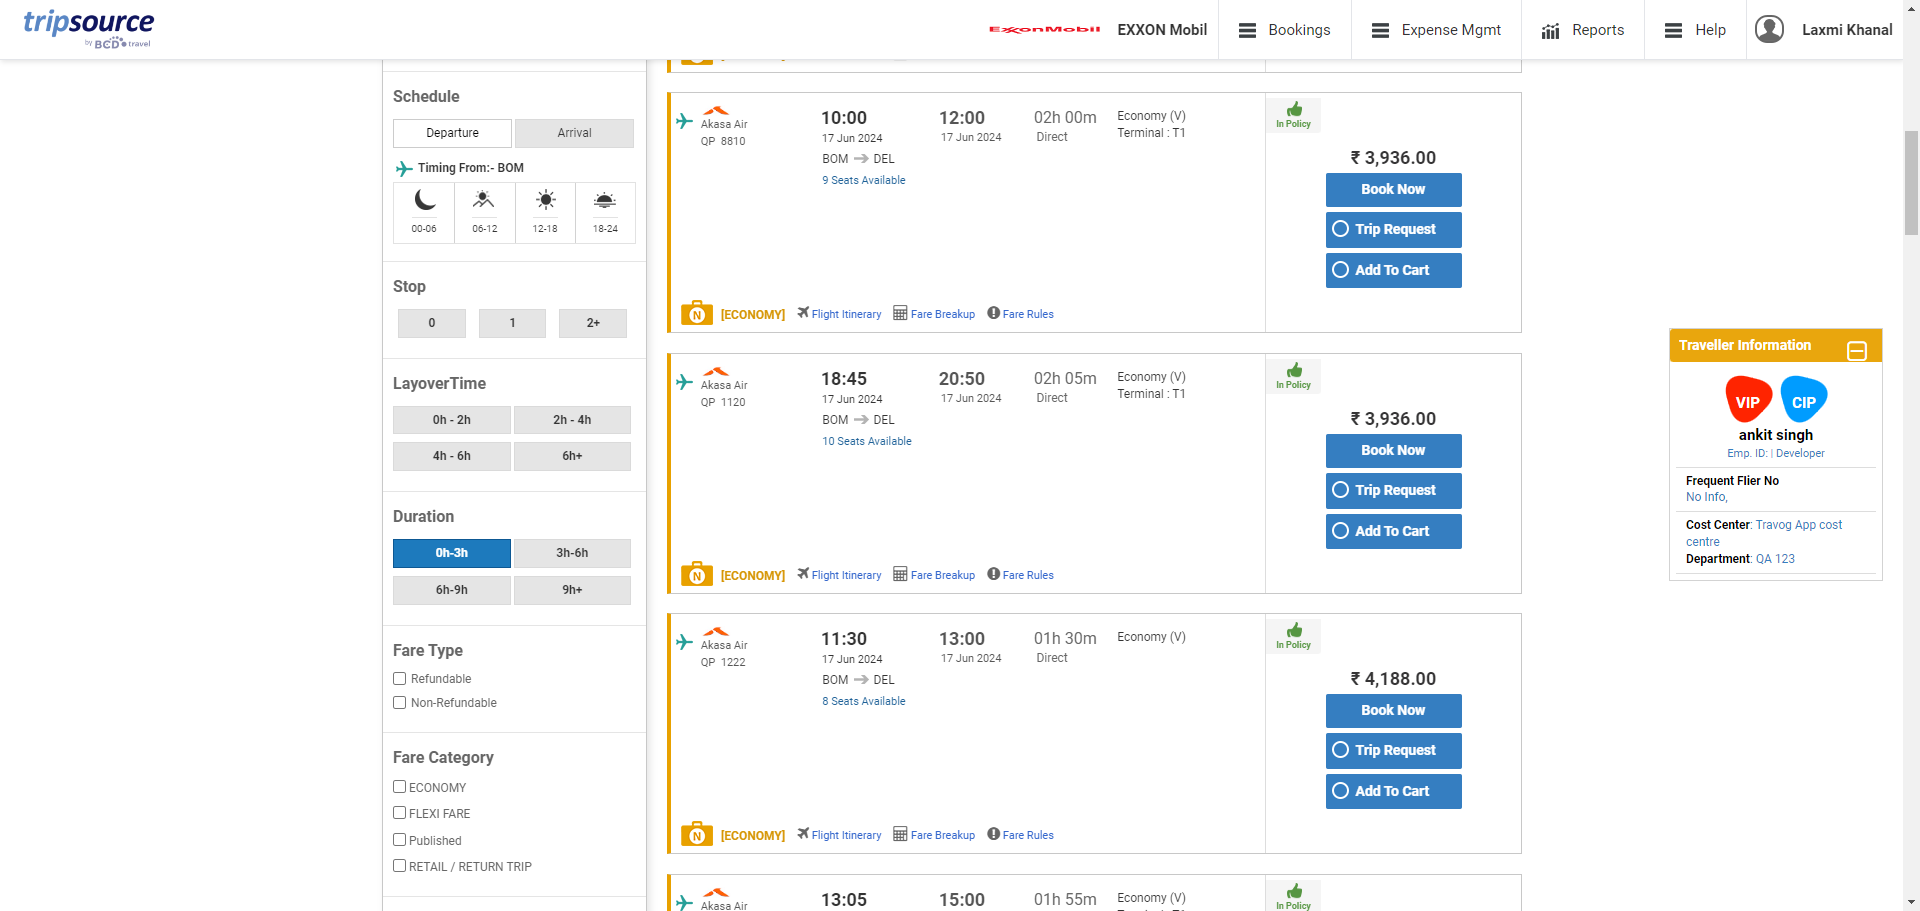 tripsource
by BCD travel
ExxonMobil
EXXON Mobil
Bookings
Expense Mgmt
Reports
Help
Laxmi Khanal
Schedule
Departure
Arrival
Timing From:- BOM
00-06
06-12
12-18
18-24
Stop
0
1
2+
LayoverTime
0h - 2h
2h - 4h
4h - 6h
6h+
Duration
0h-3h
3h-6h
6h-9h
9h+
Fare Type
Refundable
Non-Refundable
Fare Category
ECONOMY
FLEXI FARE
Published
RETAIL / RETURN TRIP
Akasa Air
QP 8810
10:00
17 Jun 2024
BOM DEL
9 Seats Available
12:00
17 Jun 2024
02h 00m
Direct
Economy (V)
Terminal : T1
In Policy
₹ 3,936.00
Book Now
Trip Request
Add To Cart
N
[ECONOMY]
Flight Itinerary
Fare Breakup
Fare Rules
Akasa Air
QP 1120
18:45
17 Jun 2024
BOM DEL
10 Seats Available
20:50
17 Jun 2024
02h 05m
Direct
Economy (V)
Terminal : T1
In Policy
₹ 3,936.00
Book Now
Trip Request
Add To Cart
N
[ECONOMY]
Flight Itinerary
Fare Breakup
Fare Rules
Akasa Air
QP 1222
11:30
17 Jun 2024
BOM DEL
8 Seats Available
13:00
17 Jun 2024
01h 30m
Direct
Economy (V)
In Policy
₹ 4,188.00
Book Now
Trip Request
Add To Cart
N
[ECONOMY]
Flight Itinerary
Fare Breakup
Fare Rules
Akasa Air
13:05
15:00
01h 55m
Economy (V)
In Policy
Traveller Information
VIP
CIP
ankit singh
Emp. ID: | Developer
Frequent Flier No
No Info,
Cost Center: Travog App cost
centre
Department: QA 123